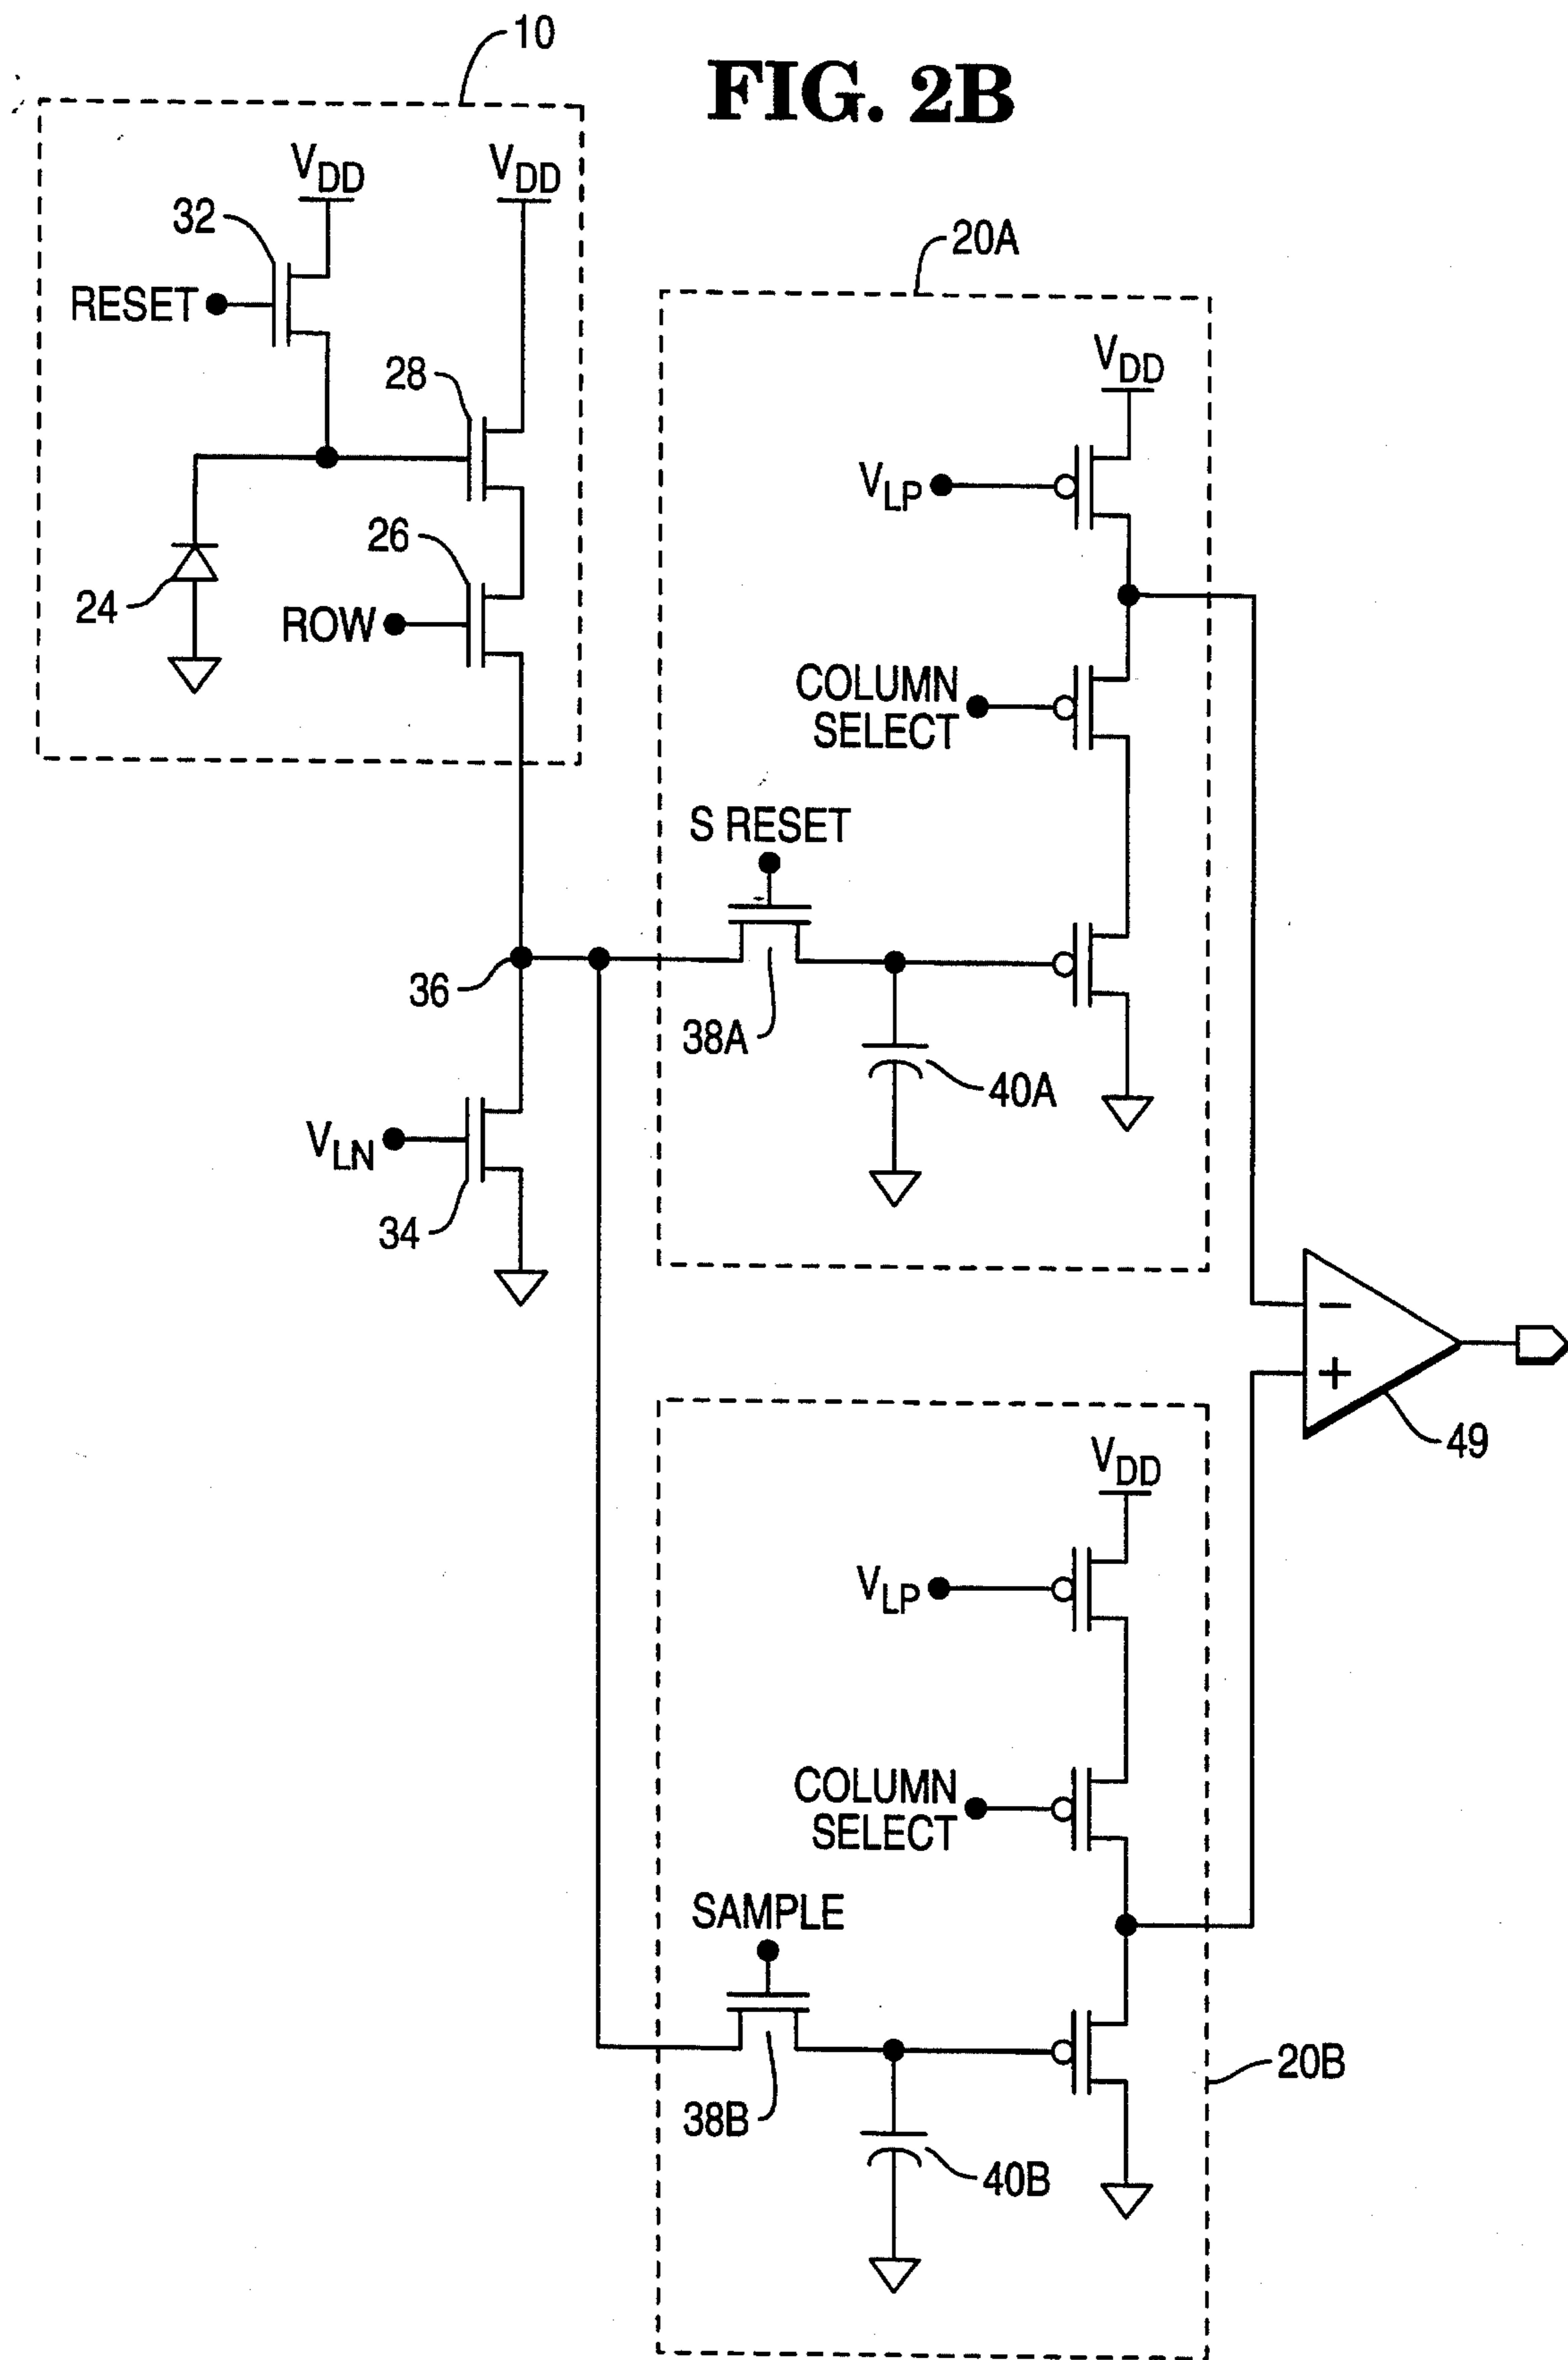 10
FIG. 2B
VDD
VDD
32
RESET
28
26
24
ROW
20A
VDD
VLP
COLUMN
SELECT
S RESET
36
38A
40A
VLN
34
49
VDD
VLP
COLUMN
SELECT
SAMPLE
38B
40B
20B